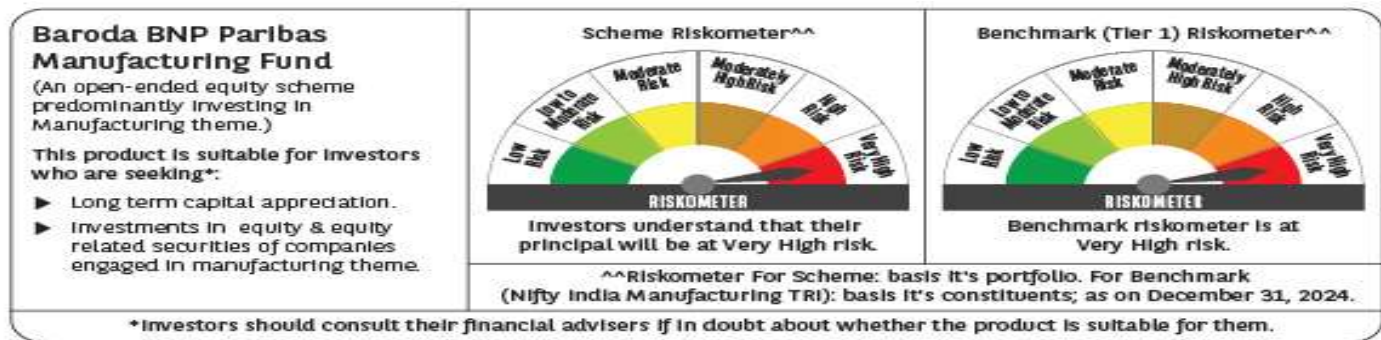 Baroda BNP Paribas
Manufacturing Fund
(An open-ended equity scheme
predominantly investing in
Manufacturing theme.)
This product is suitable for investors
who are seeking*:
▶ Long term capital appreciation.
▶ Investments in equity & equity
related securities of companies
engaged in manufacturing theme.
Scheme Riskometer^^
Low
Risk
Low to
Moderate
Risk
Moderate
Risk
Moderately
High Risk
High
Risk
Very High
Risk
RISKOMETER
Investors understand that their
principal will be at Very High risk.
Benchmark (Tier 1) Riskometer^^
Low
Risk
Low to
Moderate
Risk
Moderate
Risk
Moderately
High Risk
High
Risk
Very High
Risk
RISKOMETER
Benchmark riskometer is at
Very High risk.
^^Riskometer For Scheme: basis it's portfolio. For Benchmark
(Nifty India Manufacturing TRI): basis it's constituents; as on December 31, 2024.
*Investors should consult their financial advisers if in doubt about whether the product is suitable for them.